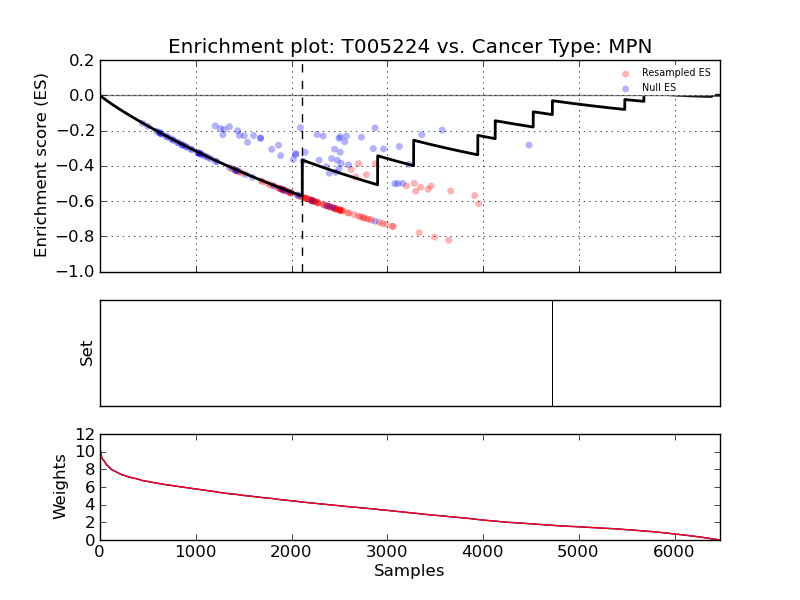 Enrichment plot: T005224 vs. Cancer Type: MPN
Enrichment score (ES)
0.2
0.0
−0.2
−0.4
−0.6
−0.8
−1.0
Resampled ES
Null ES
Set
Weights
12
10
8
6
4
2
0
0 1000 2000 3000 4000 5000 6000
Samples